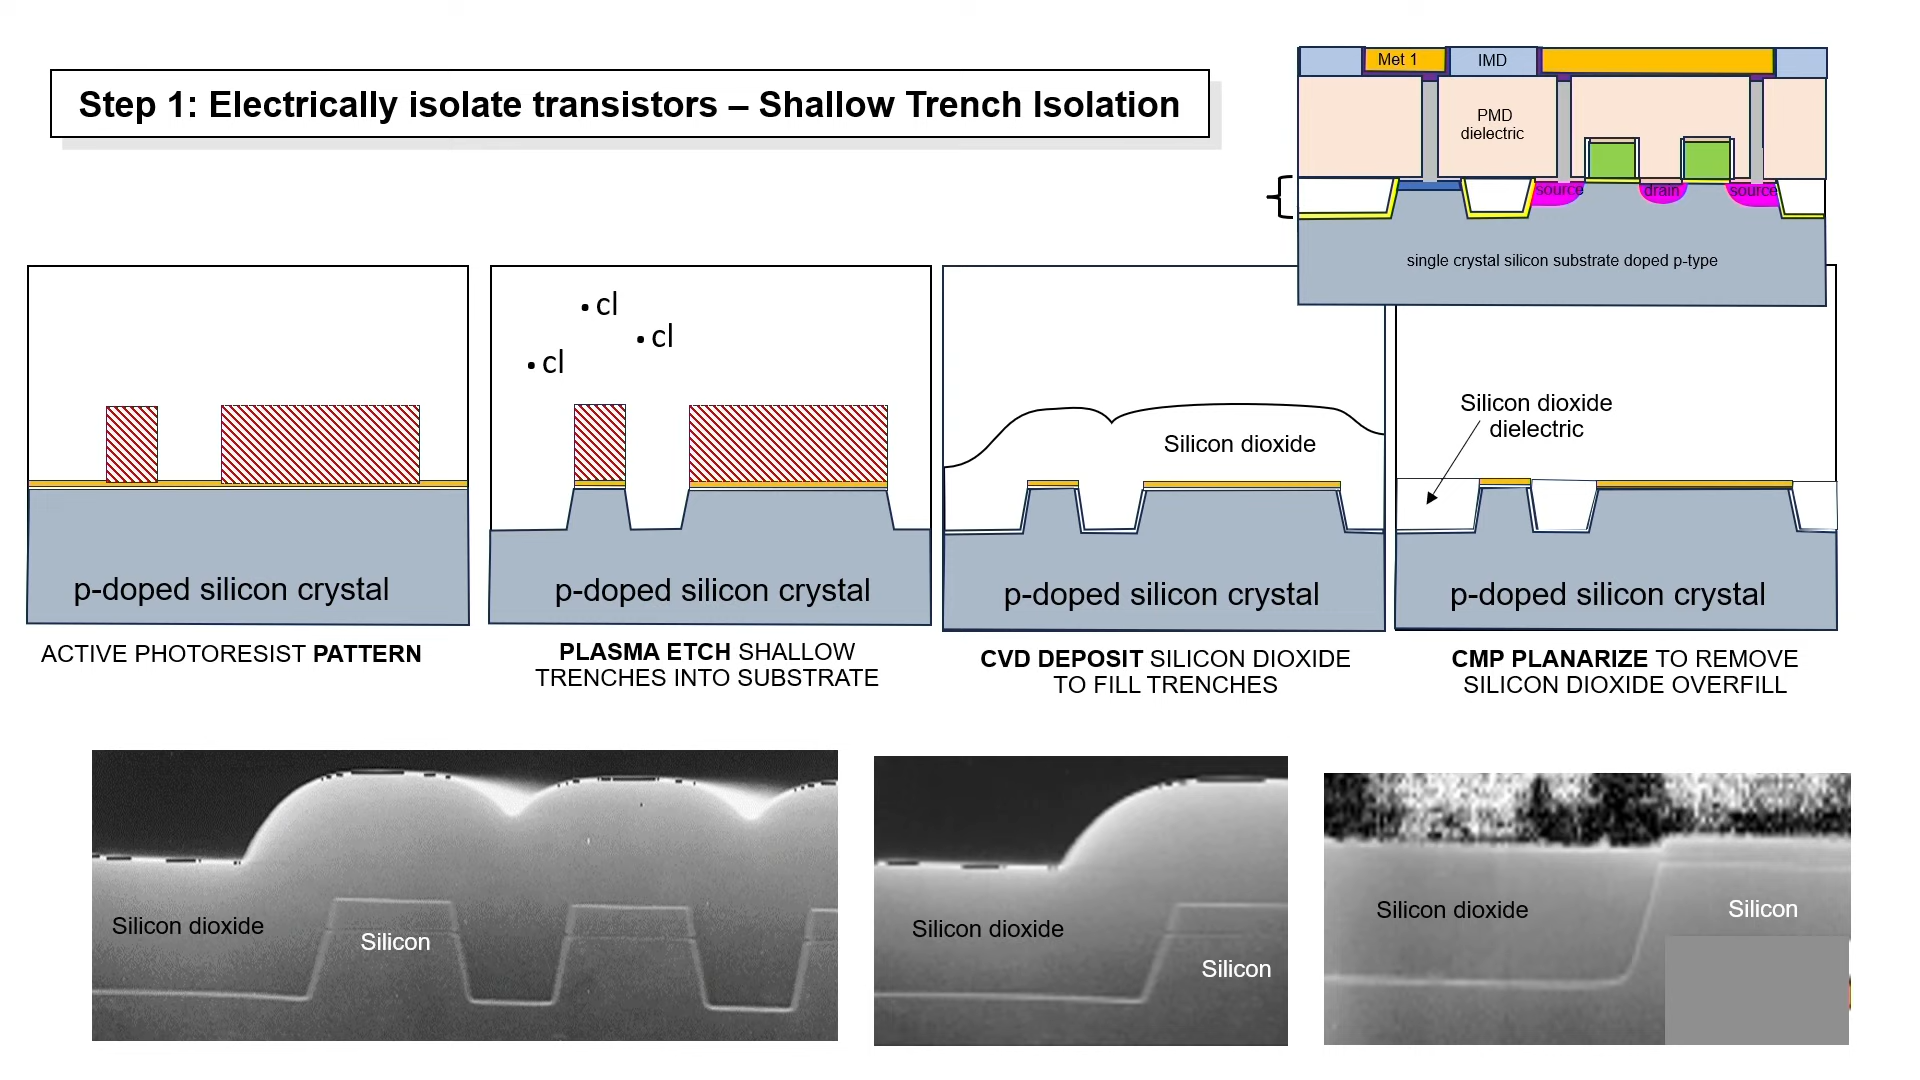 Step 1: Electrically isolate transistors – Shallow Trench Isolation
Met 1
IMD
PMD
dielectric
source
drain
source
single crystal silicon substrate doped p-type
p-doped silicon crystal
ACTIVE PHOTORESIST PATTERN
• cl
• cl
• cl
p-doped silicon crystal
PLASMA ETCH SHALLOW
TRENCHES INTO SUBSTRATE
Silicon dioxide
p-doped silicon crystal
CVD DEPOSIT SILICON DIOXIDE
TO FILL TRENCHES
Silicon dioxide
dielectric
p-doped silicon crystal
CMP PLANARIZE TO REMOVE
SILICON DIOXIDE OVERFILL
Silicon dioxide
Silicon
Silicon dioxide
Silicon
Silicon dioxide
Silicon